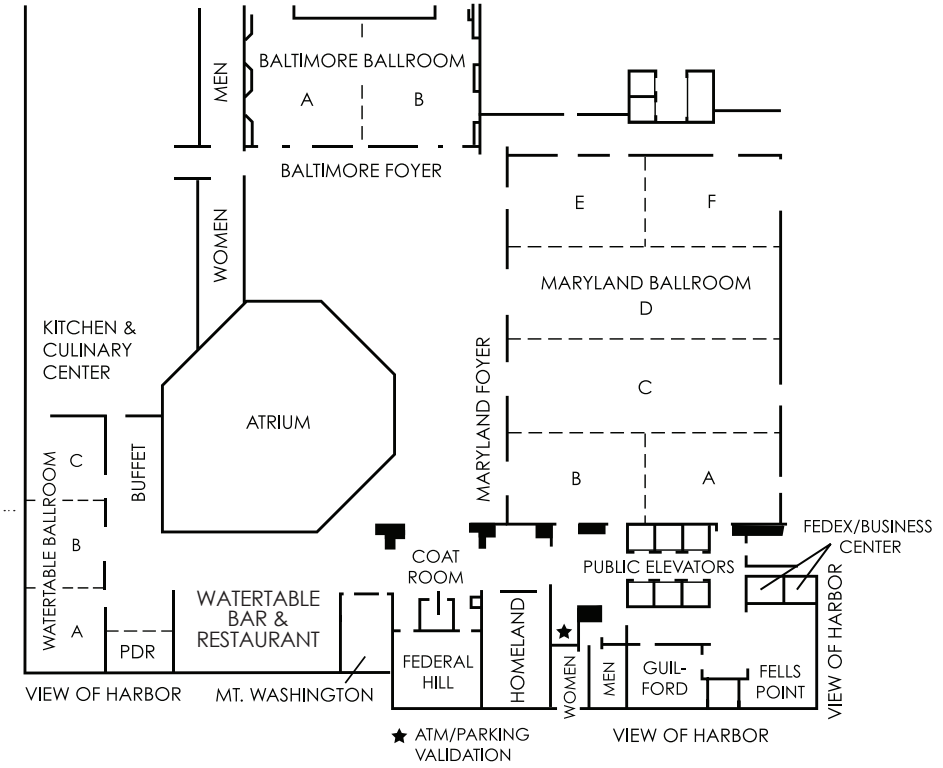 BALTIMORE BALLROOM
MEN
A
B
BALTIMORE FOYER
E
F
WOMEN
MARYLAND BALLROOM
D
KITCHEN &
CULINARY
CENTER
MARYLAND FOYER
C
ATRIUM
BUFFET
WATERTABLE BALLROOM
C
B
A
B
A
FEDEX/BUSINESS
CENTER
COAT
ROOM
PUBLIC ELEVATORS
VIEW OF HARBOR
WATERTABLE
BAR &
RESTAURANT
PDR
FEDERAL
HILL
HOMELAND
WOMEN
MEN
GUIL-
FORD
FELLS
POINT
VIEW OF HARBOR
MT. WASHINGTON
★ ATM/PARKING
VALIDATION
VIEW OF HARBOR